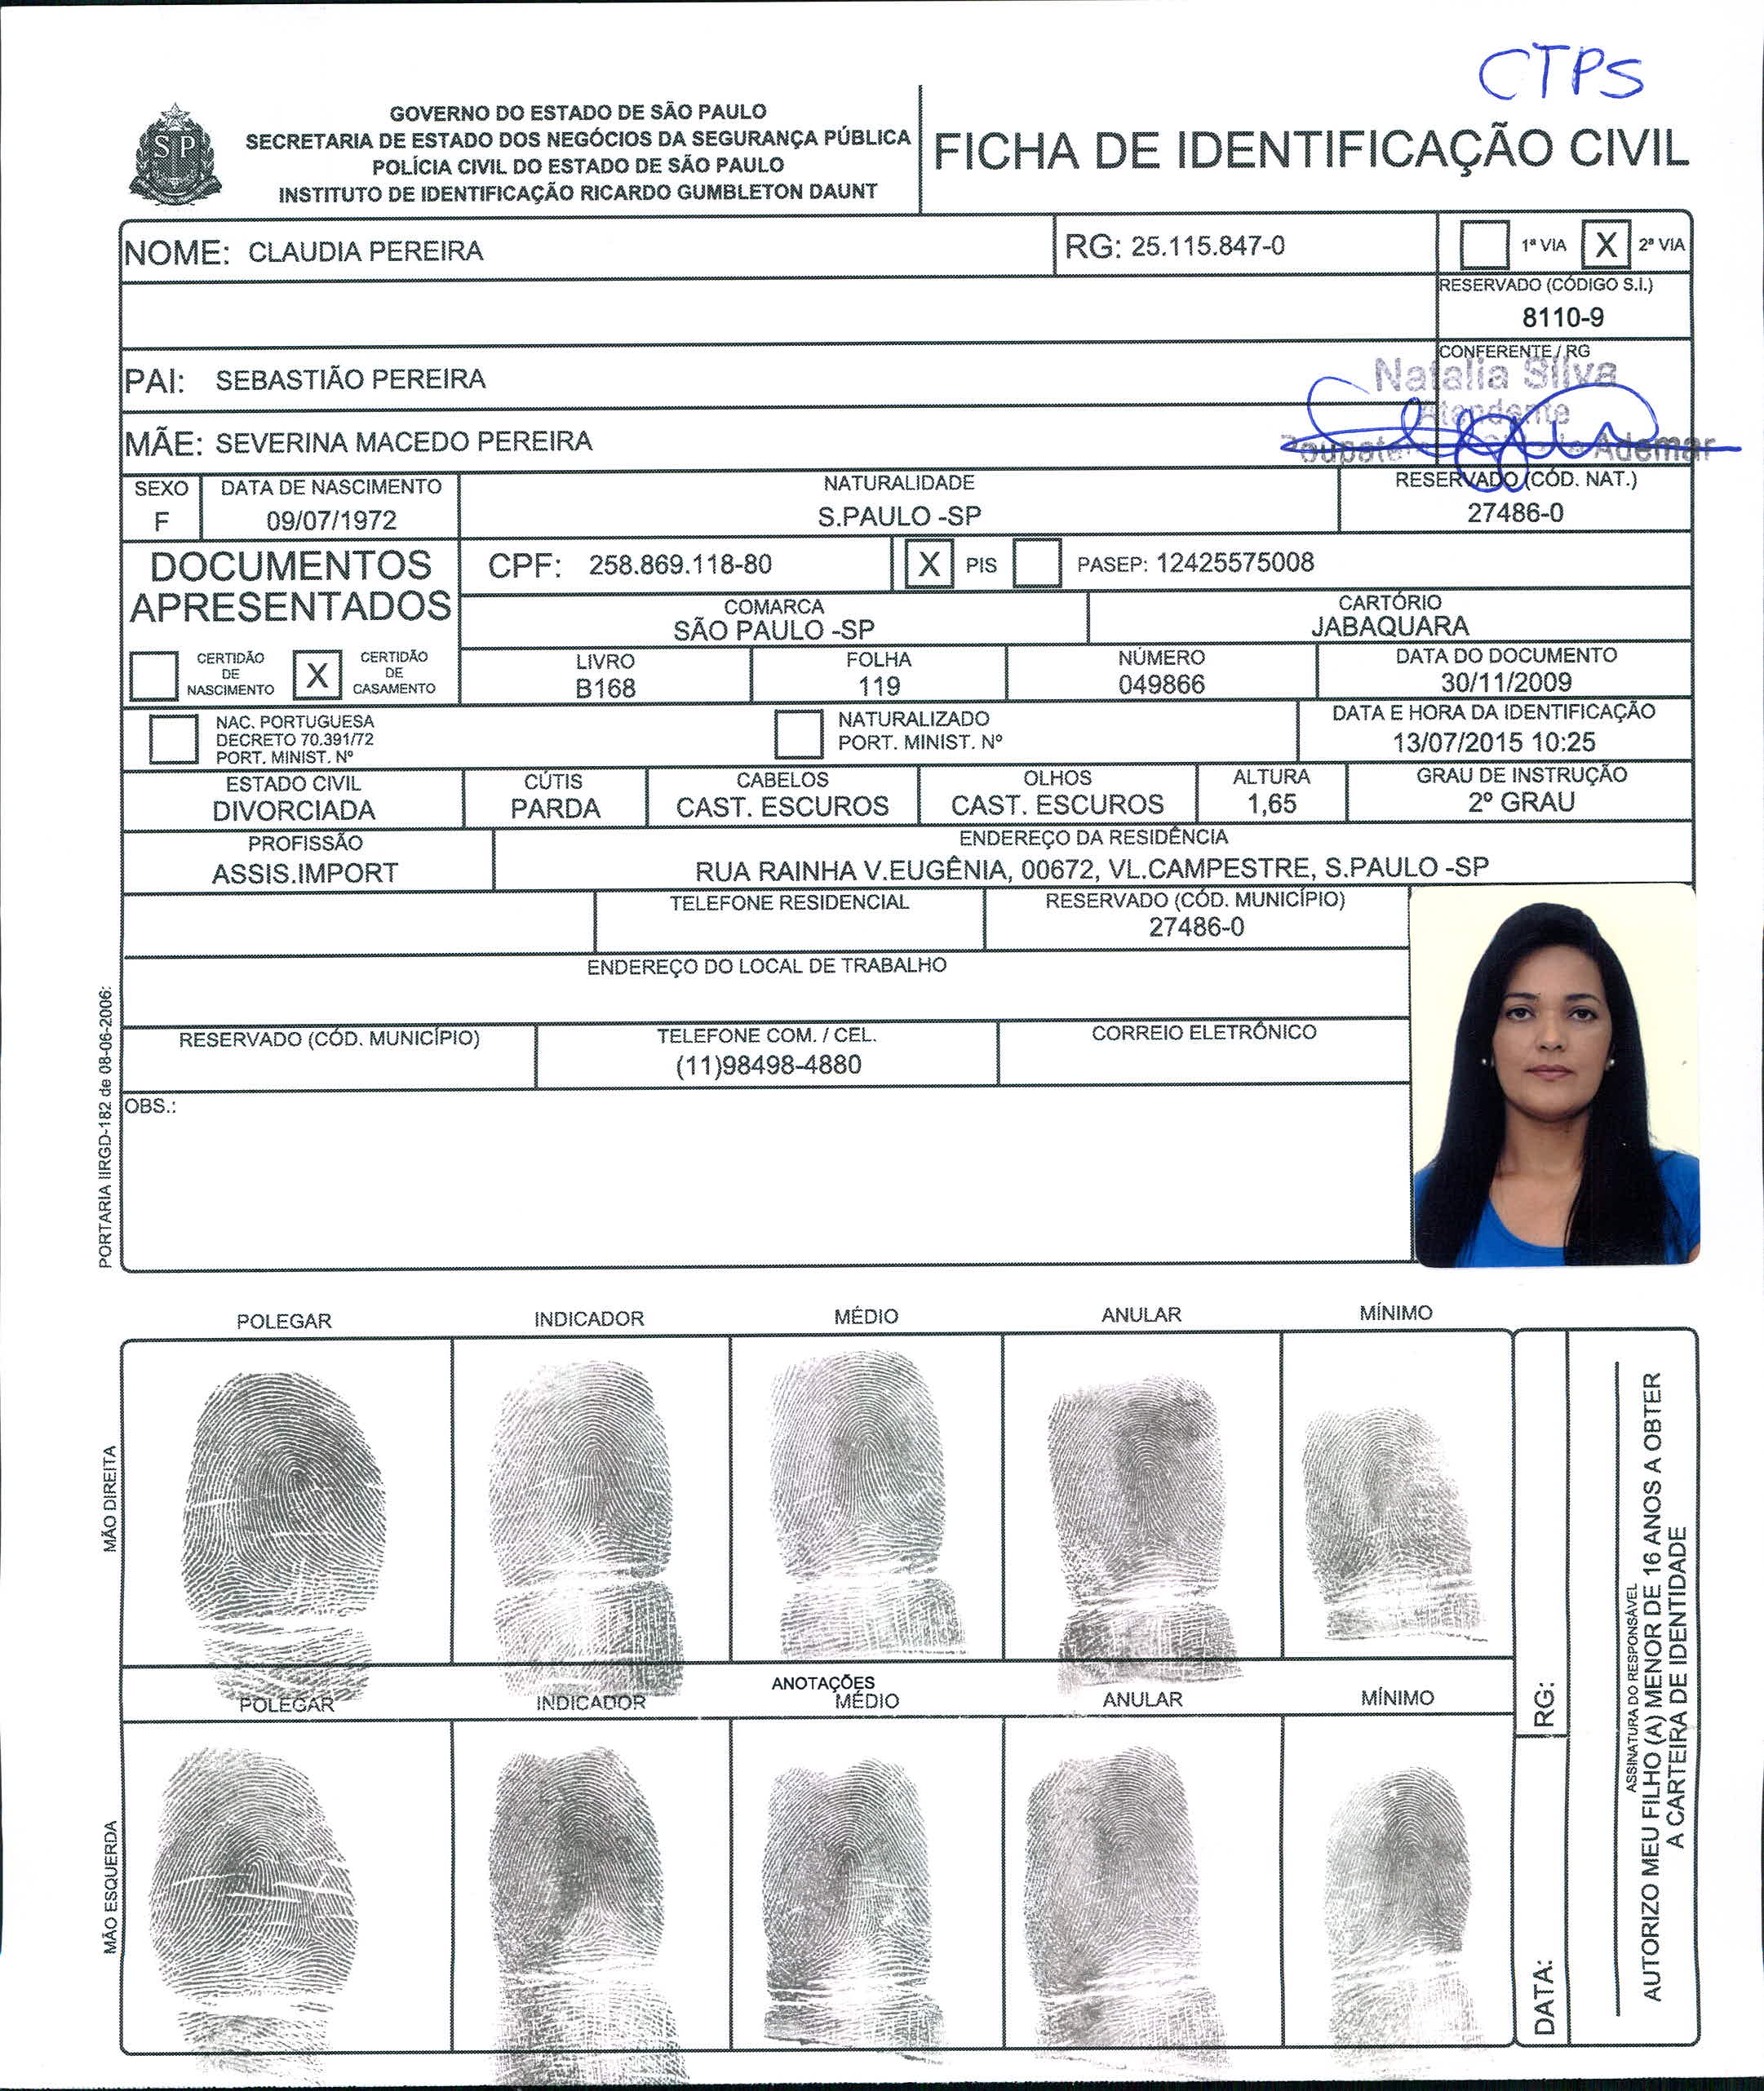 CTPS
SP
GOVERNO DO ESTADO DE SÃO PAULO
SECRETARIA DE ESTADO DOS NEGÓCIOS DA SEGURANÇA PÚBLICA
POLÍCIA CIVIL DO ESTADO DE SÃO PAULO
INSTITUTO DE IDENTIFICAÇÃO RICARDO GUMBLETON DAUNT
FICHA DE IDENTIFICAÇÃO CIVIL
NOME: CLAUDIA PEREIRA
RG: 25.115.847-0
1ª VIA X 2ª VIA
RESERVADO (CÓDIGO S.I.)
8110-9
CONFERENTE / RG
Natalia Silva
Atendente
Ademar
PAI: SEBASTIÃO PEREIRA
MÃE: SEVERINA MACEDO PEREIRA
SEXO
F
DATA DE NASCIMENTO
09/07/1972
NATURALIDADE
S.PAULO -SP
RESERVADO (CÓD. NAT.)
27486-0
DOCUMENTOS
APRESENTADOS
CPF: 258.869.118-80
X PIS PASEP: 12425575008
COMARCA
SÃO PAULO -SP
CARTÓRIO
JABAQUARA
CERTIDÃO
DE
NASCIMENTO
X
CERTIDÃO
DE
CASAMENTO
LIVRO
B168
FOLHA
119
NÚMERO
049866
DATA DO DOCUMENTO
30/11/2009
NAC. PORTUGUESA
DECRETO 70.391/72
PORT. MINIST. Nº
NATURALIZADO
PORT. MINIST. Nº
DATA E HORA DA IDENTIFICAÇÃO
13/07/2015 10:25
ESTADO CIVIL
DIVORCIADA
CÚTIS
PARDA
CABELOS
CAST. ESCUROS
OLHOS
CAST. ESCUROS
ALTURA
1,65
GRAU DE INSTRUÇÃO
2º GRAU
PROFISSÃO
ASSIS.IMPORT
ENDEREÇO DA RESIDÊNCIA
RUA RAINHA V.EUGÊNIA, 00672, VL.CAMPESTRE, S.PAULO -SP
TELEFONE RESIDENCIAL
RESERVADO (CÓD. MUNICÍPIO)
27486-0
ENDEREÇO DO LOCAL DE TRABALHO
RESERVADO (CÓD. MUNICÍPIO)
TELEFONE COM. / CEL.
(11)98498-4880
CORREIO ELETRÔNICO
OBS.:
PORTARIA IIRGD-182 de 08-06-2006:
POLEGAR INDICADOR MÉDIO ANULAR MÍNIMO
MÃO DIREITA
ANOTAÇÕES
POLEGAR INDICADOR MÉDIO ANULAR MÍNIMO
MÃO ESQUERDA
RG:
DATA:
ASSINATURA DO RESPONSÁVEL
AUTORIZO MEU FILHO (A) MENOR DE 16 ANOS A OBTER
A CARTEIRA DE IDENTIDADE